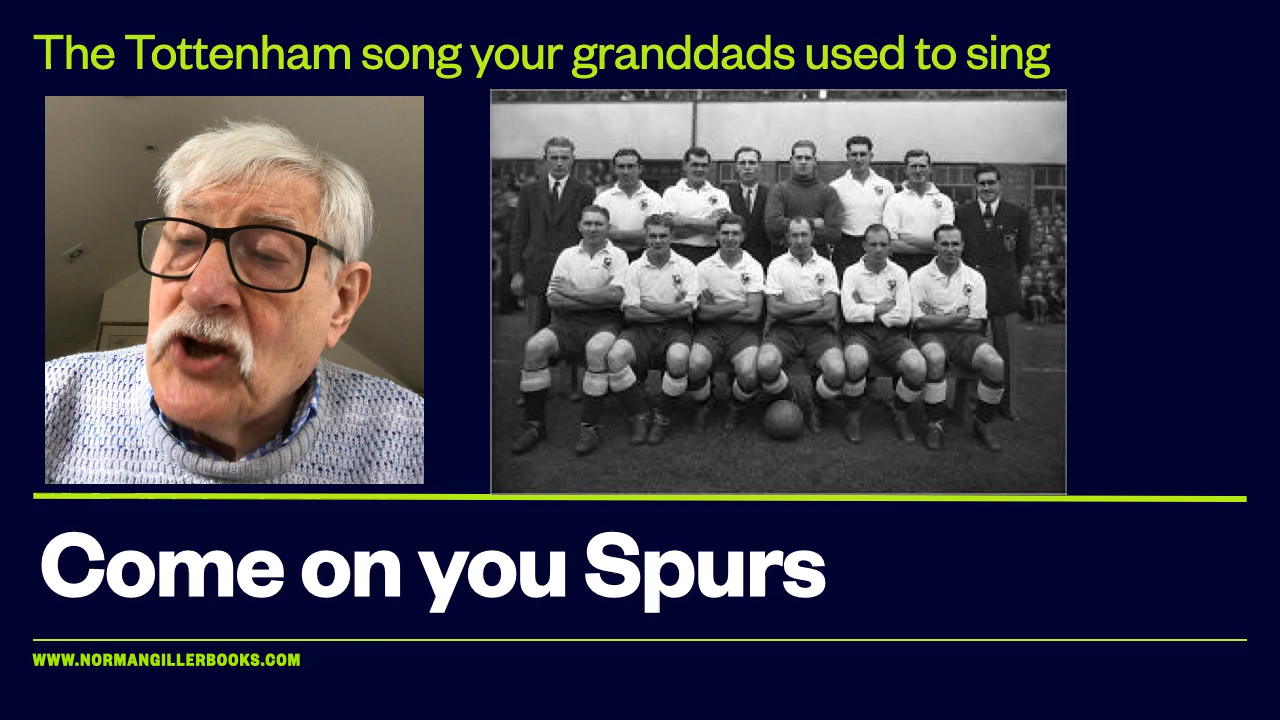 The Tottenham song your granddads used to sing
Come on you Spurs
WWW.NORMANGILLERBOOKS.COM